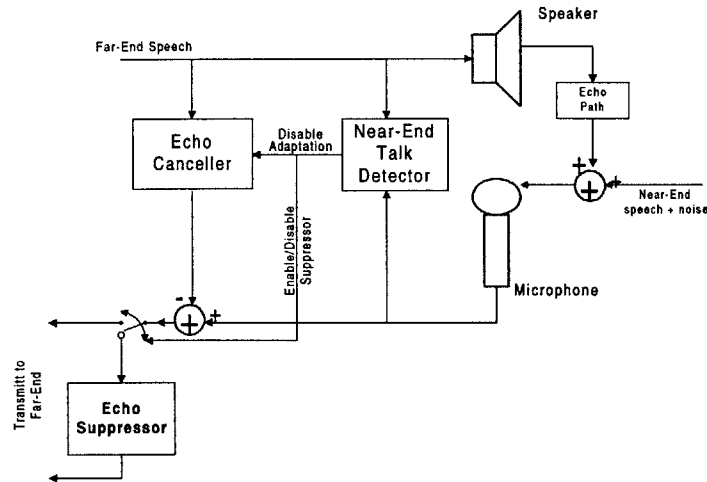 Speaker
Far-End Speech
Echo
Path
Echo
Canceller
Disable
Adaptation
Near-End
Talk
Detector
+
+
+
Near-End
speech + noise
Enable/Disable
Suppressor
Microphone
-
+
+
Transmitt to
Far-End
Echo
Suppressor